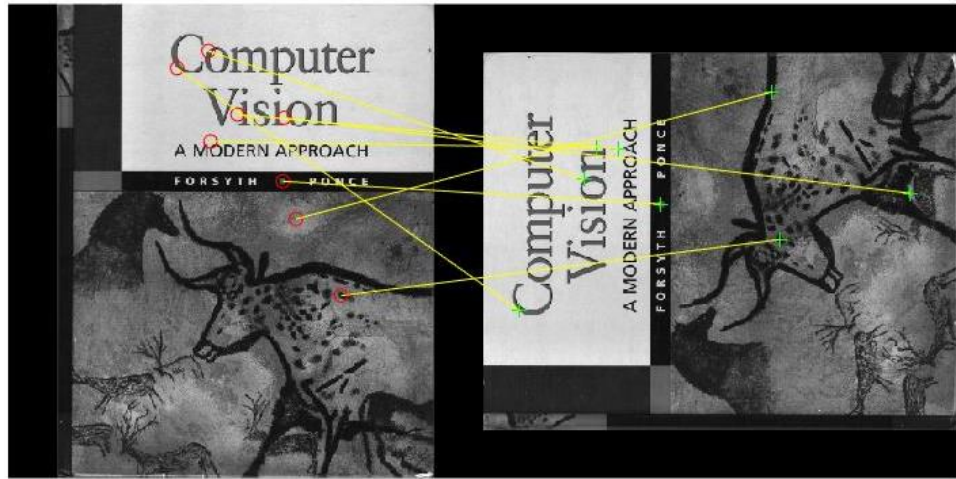 Computer
Vision
A MODERN APPROACH
FORSYTH PONCE
Computer
Vision
A MODERN APPROACH
FORSYTH PONCE